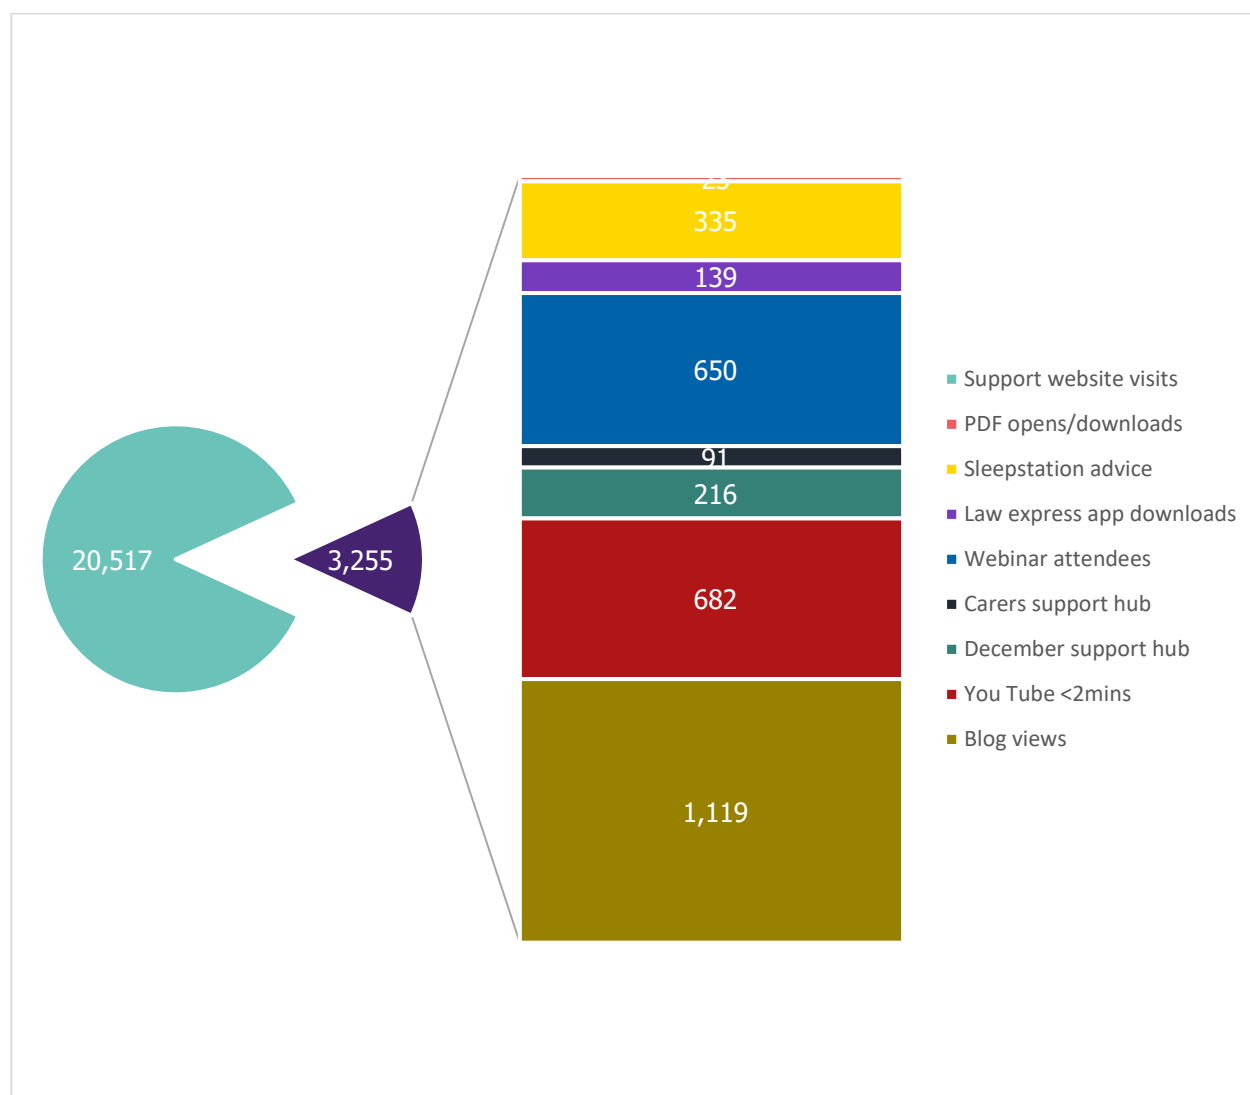 20,517
3,255
23
335
139
650
91
216
682
1,119
Support website visits
PDF opens/downloads
Sleepstation advice
Law express app downloads
Webinar attendees
Carers support hub
December support hub
You Tube <2mins
Blog views